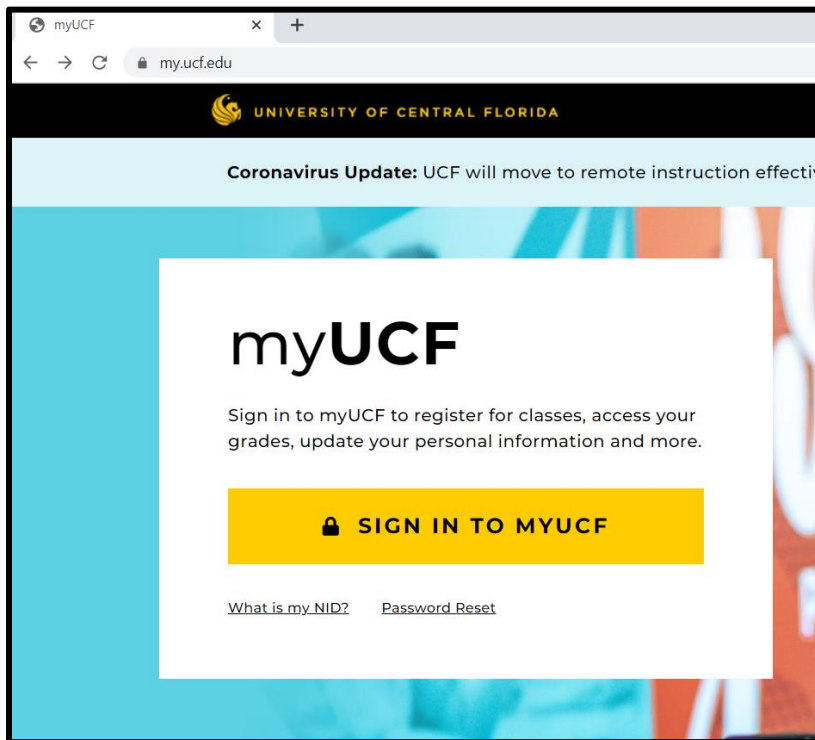 myUCF
my.ucf.edu
UNIVERSITY OF CENTRAL FLORIDA
Coronavirus Update: UCF will move to remote instruction effecti
myUCF
Sign in to myUCF to register for classes, access your
grades, update your personal information and more.
SIGN IN TO MYUCF
What is my NID? Password Reset